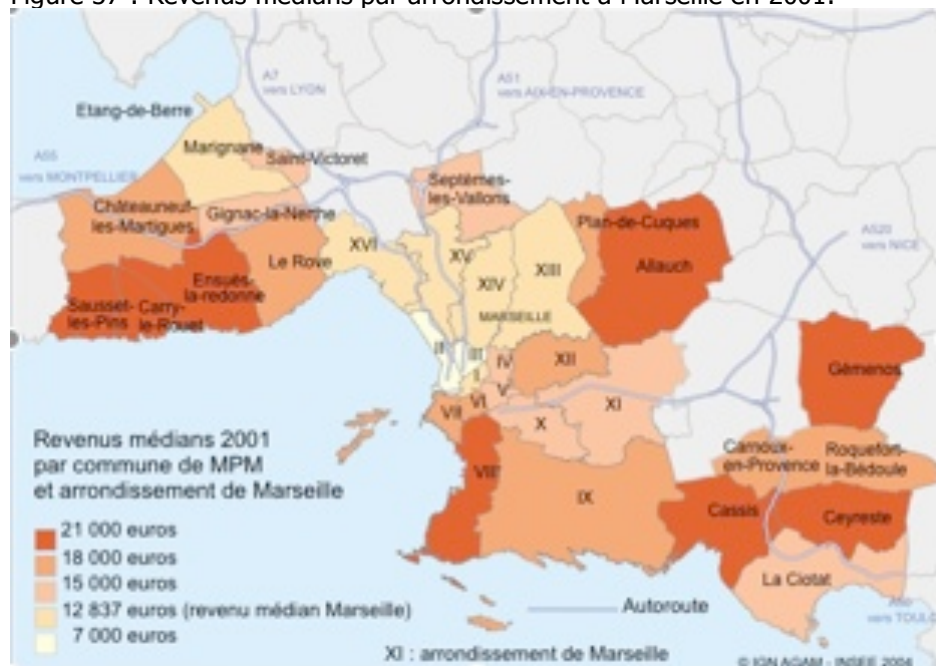 Figure 37 : Revenus médians par arrondissement à Marseille en 2001.
A7
vers LYON
A51
vers AIX-EN-PROVENCE
Etang-de-Berre
Marignane
Saint-Victoret
A55
vers MONTPELLIER
Septèmes-
les-Vallons
Châteauneuf-
les-Martigues
Gignac-la-Nerthe
Plan-de-Cuques
A520
vers NICE
XVI
XV
XIII
Le Rove
Allauch
Ensuès-
la-redonne
XIV
Sausset-
les-Pins
Carry-
le-Rouet
MARSEILLE
II
III
IV
XII
I
V
Gémenos
VI
VII
X
XI
Revenus médians 2001
par commune de MPM
et arrondissement de Marseille
Carnoux-
en-Provence
Roquefort-
la-Bédoule
VIII
IX
Cassis
Ceyreste
21 000 euros
18 000 euros
15 000 euros
12 837 euros (revenu médian Marseille)
7 000 euros
La Ciotat
Autoroute
A50
vers TOULO
XI : arrondissement de Marseille
© IGN AGAM - INSEE 2004